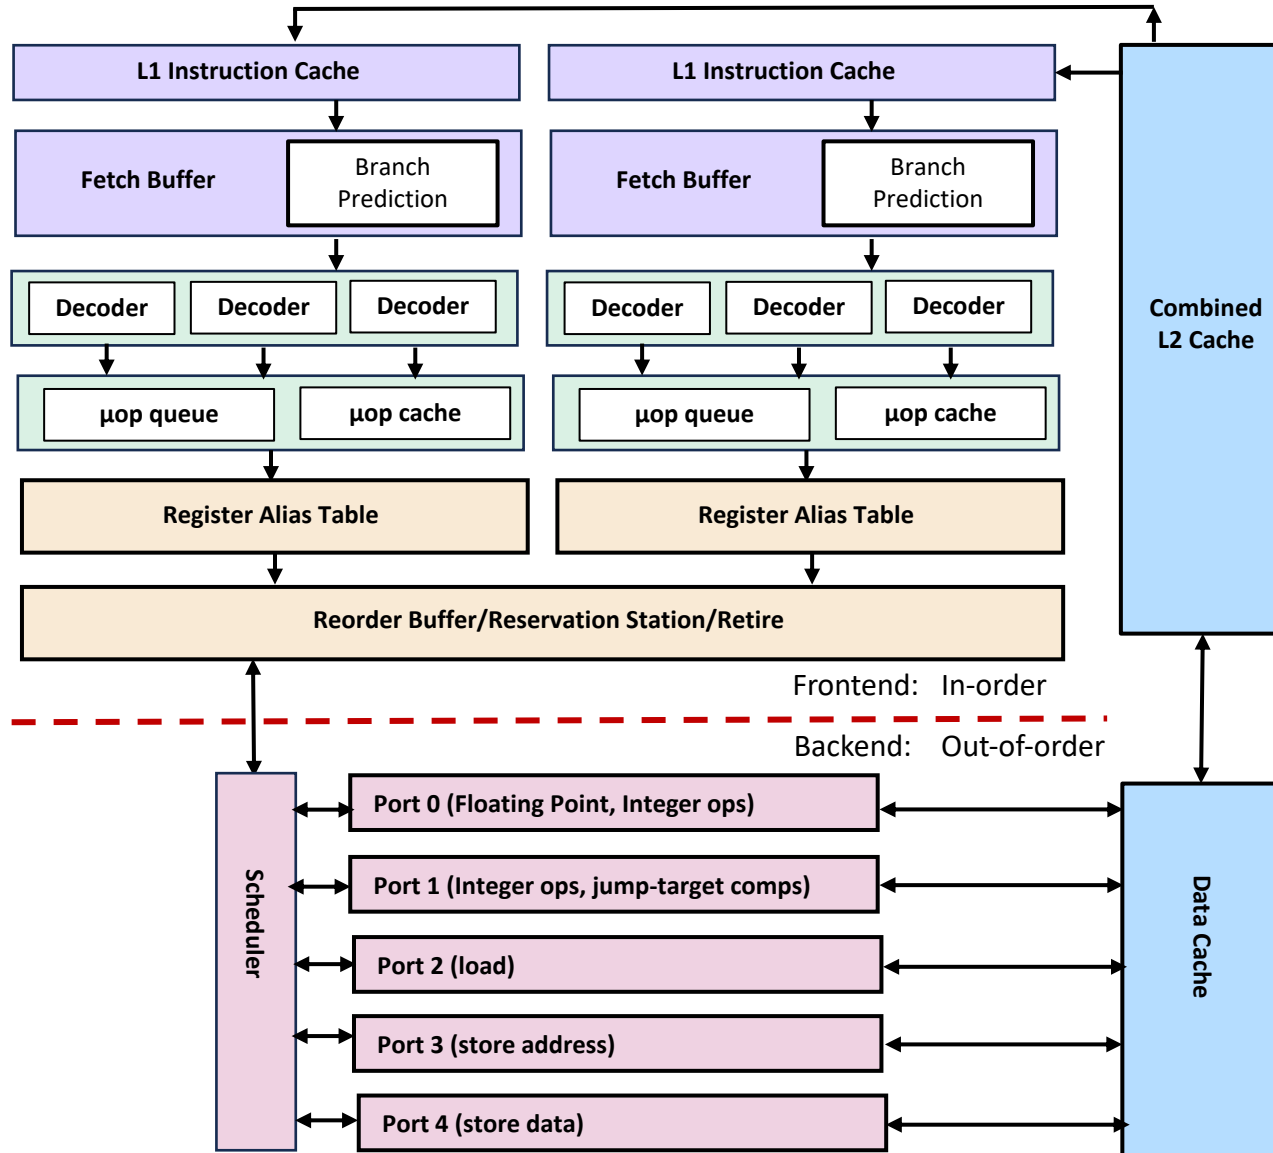 L1 Instruction Cache
L1 Instruction Cache
Fetch Buffer
Branch
Prediction
Fetch Buffer
Branch
Prediction
Decoder
Decoder
Decoder
Decoder
Decoder
Decoder
Combined
L2 Cache
µop queue
µop cache
µop queue
µop cache
Register Alias Table
Register Alias Table
Reorder Buffer/Reservation Station/Retire
Frontend: In-order
Backend: Out-of-order
Scheduler
Port 0 (Floating Point, Integer ops)
Port 1 (Integer ops, jump-target comps)
Port 2 (load)
Port 3 (store address)
Port 4 (store data)
Data Cache